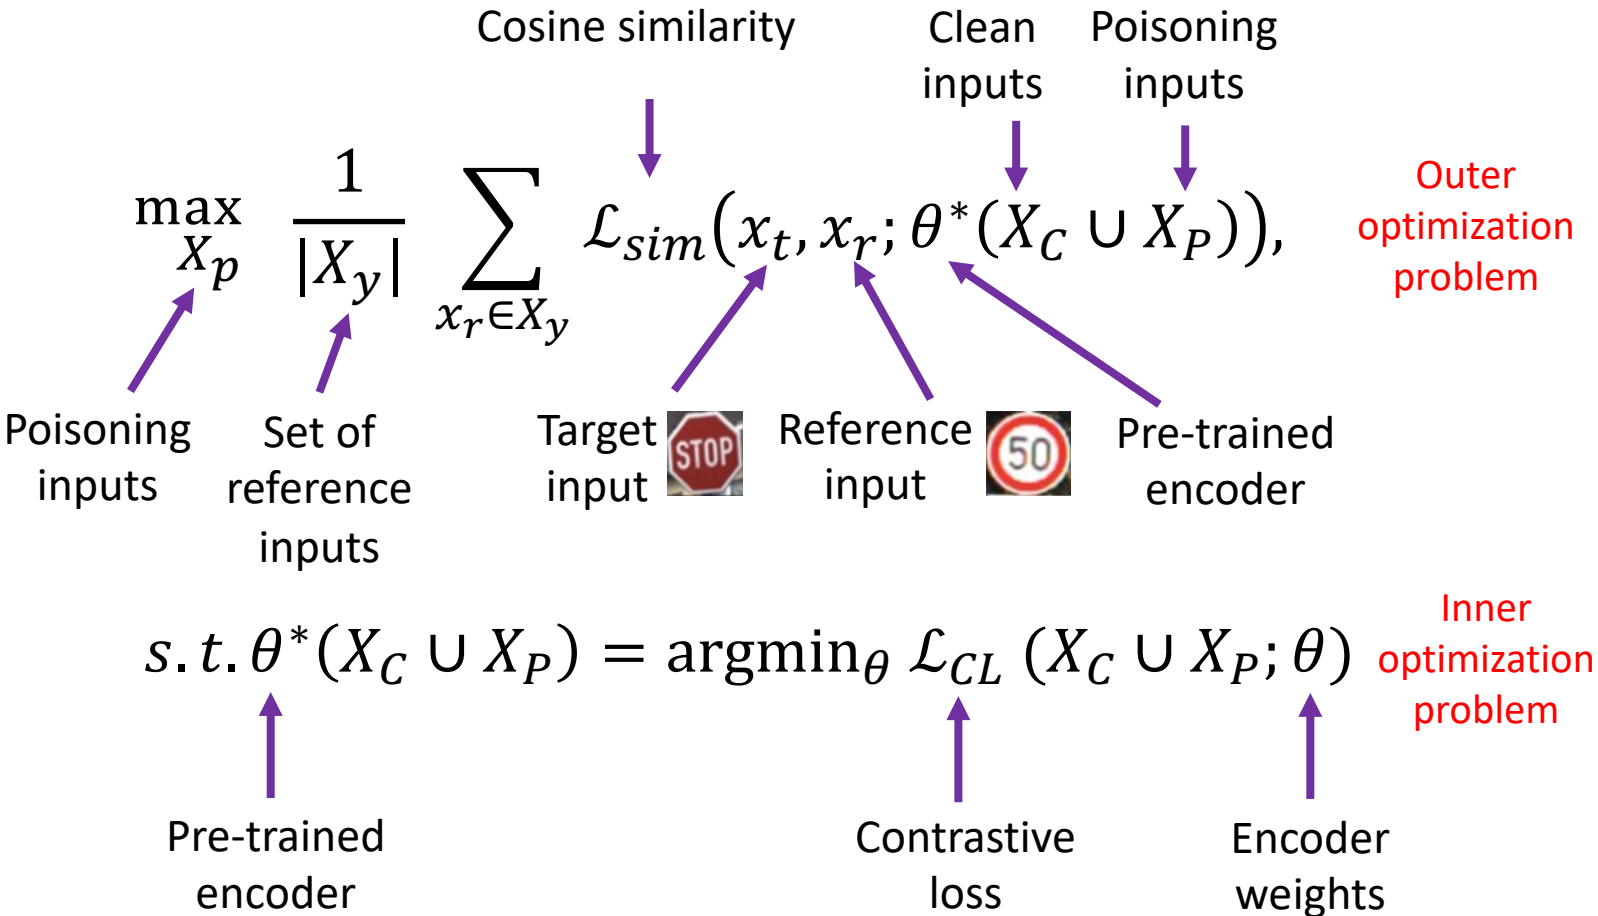 Cosine similarity
Clean
inputs
Poisoning
inputs
max
X_p
1
|X_y|
∑
x_r∈X_y
ℒ_sim(x_t, x_r; θ*(X_C ∪ X_P)),
Outer
optimization
problem
Poisoning
inputs
Set of
reference
inputs
Target
input
STOP
Reference
input
50
Pre-trained
encoder
s.t. θ*(X_C ∪ X_P) = argmin_θ ℒ_CL (X_C ∪ X_P; θ)
Inner
optimization
problem
Pre-trained
encoder
Contrastive
loss
Encoder
weights